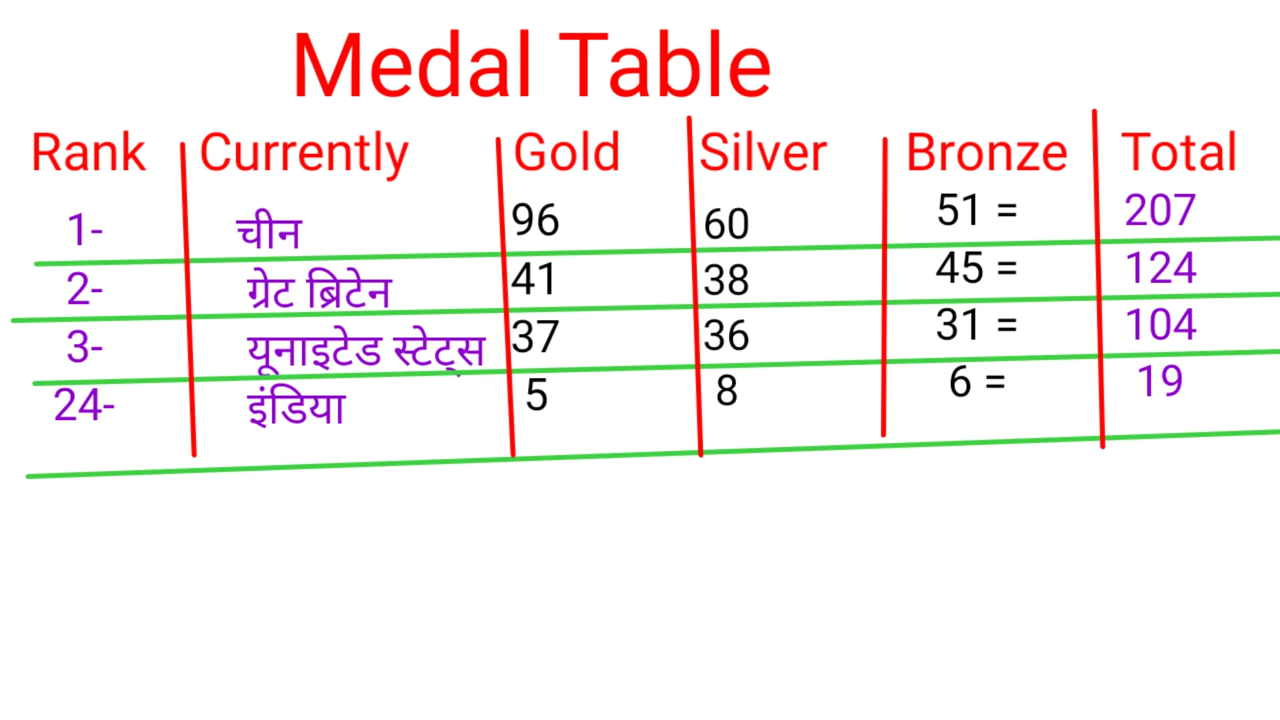 Medal Table
Rank Currently Gold Silver Bronze Total
1- चीन 96 60 51 = 207
2- ग्रेट ब्रिटेन 41 38 45 = 124
3- यूनाइटेड स्टेट्स 37 36 31 = 104
24- इंडिया 5 8 6 = 19